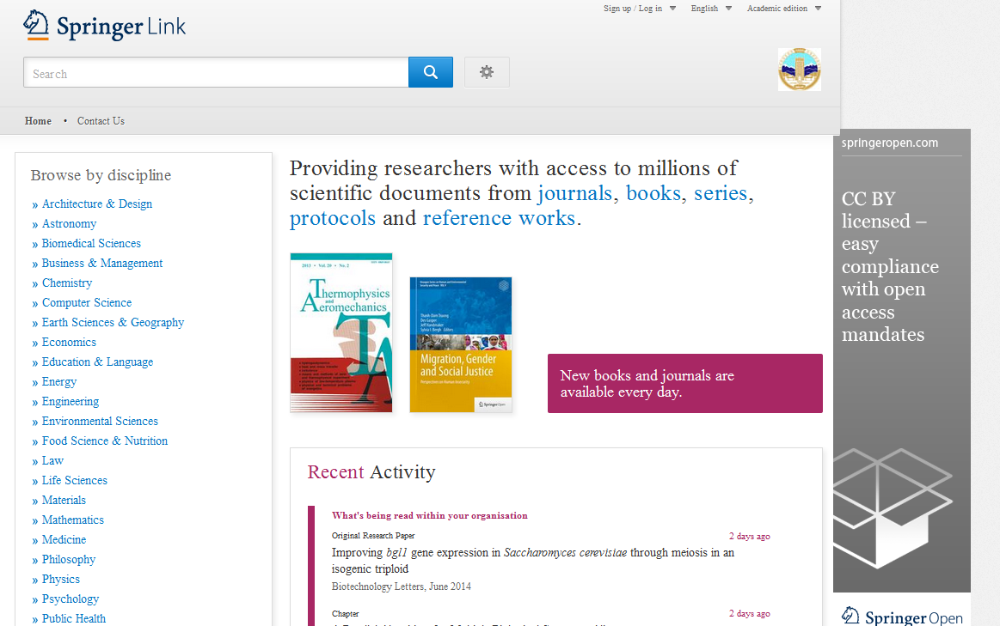 Sign up / Log in
English
Academic edition
Springer Link
Search
Home • Contact Us
Browse by discipline
» Architecture & Design
» Astronomy
» Biomedical Sciences
» Business & Management
» Chemistry
» Computer Science
» Earth Sciences & Geography
» Economics
» Education & Language
» Energy
» Engineering
» Environmental Sciences
» Food Science & Nutrition
» Law
» Life Sciences
» Materials
» Mathematics
» Medicine
» Philosophy
» Physics
» Psychology
» Public Health
Providing researchers with access to millions of
scientific documents from journals, books, series,
protocols and reference works.
2013 • Vol. 20 • No. 2
Thermophysics
and
Aeromechanics
Thanh-Dam Truong
Des Gasper
Jeff Handmaker
Sylvia I. Bergh Editors
Migration, Gender
and Social Justice
Perspectives on Human Insecurity
Springer Open
New books and journals are
available every day.
Recent Activity
What's being read within your organisation
Original Research Paper
2 days ago
Improving bgl1 gene expression in Saccharomyces cerevisiae through meiosis in an
isogenic triploid
Biotechnology Letters, June 2014
Chapter
2 days ago
springeropen.com
CC BY
licensed –
easy
compliance
with open
access
mandates
Springer Open